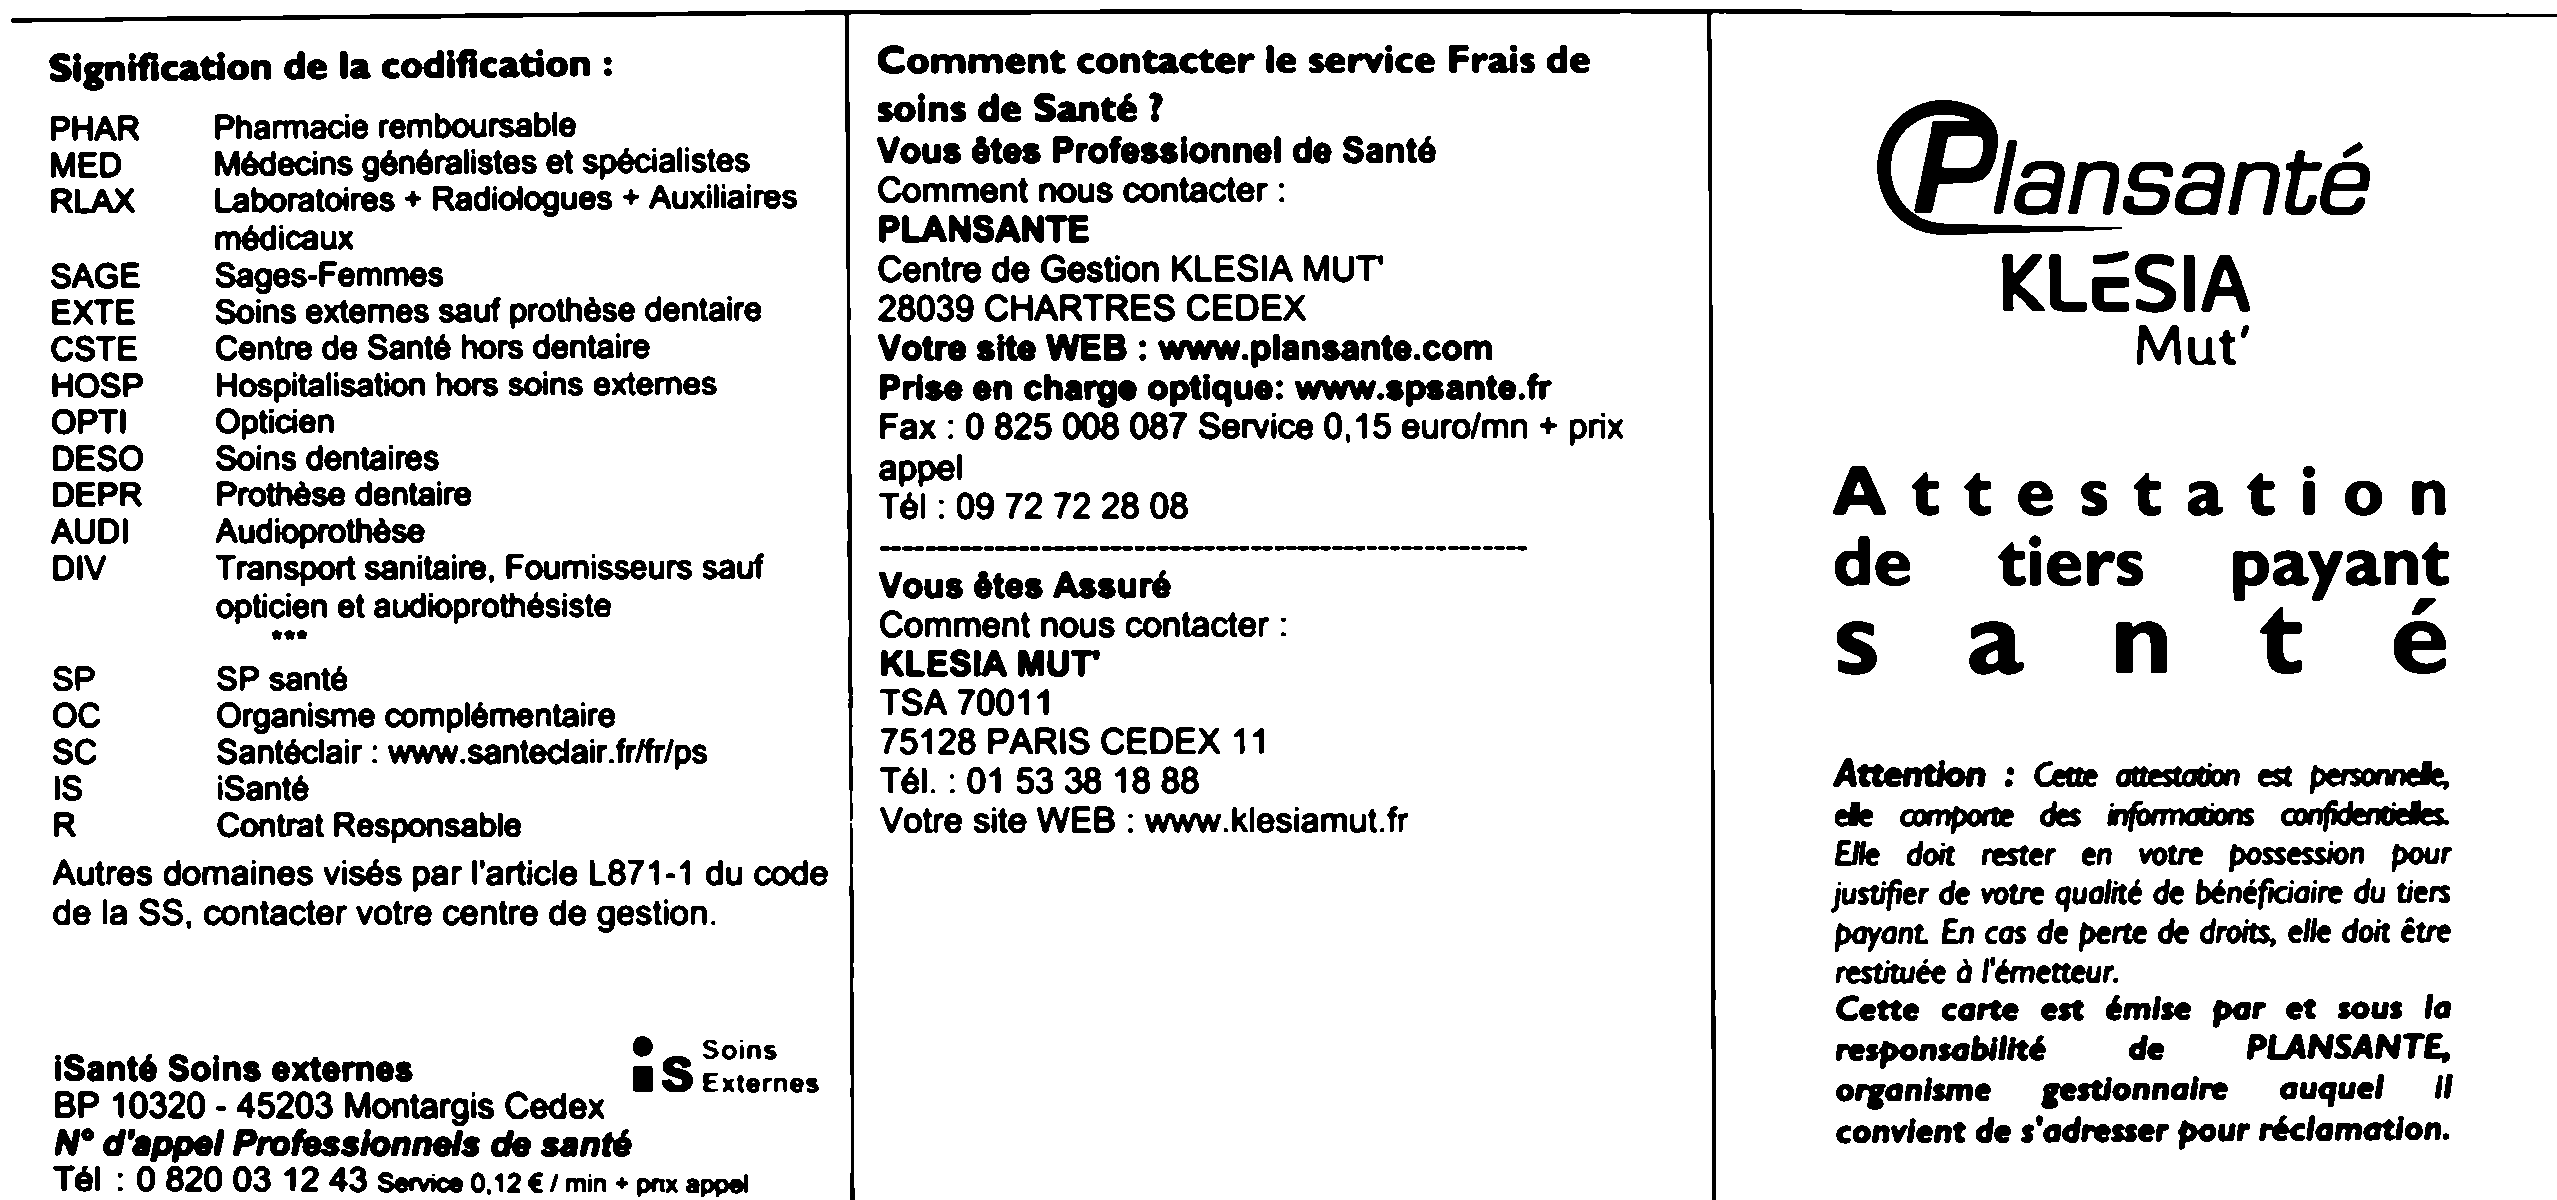 Signification de la codification :
PHAR Pharmacie remboursable
MED Médecins généralistes et spécialistes
RLAX Laboratoires + Radiologues + Auxiliaires
médicaux
SAGE Sages-Femmes
EXTE Soins externes sauf prothèse dentaire
CSTE Centre de Santé hors dentaire
HOSP Hospitalisation hors soins externes
OPTI Opticien
DESO Soins dentaires
DEPR Prothèse dentaire
AUDI Audioprothèse
DIV Transport sanitaire, Fournisseurs sauf
opticien et audioprothésiste
***
SP SP santé
OC Organisme complémentaire
SC Santéclair : www.santeclair.fr/fr/ps
IS iSanté
R Contrat Responsable
Autres domaines visés par l'article L871-1 du code
de la SS, contacter votre centre de gestion.
iSanté Soins externes
iS Soins
Externes
BP 10320 - 45203 Montargis Cedex
N° d'appel Professionnels de santé
Tél : 0 820 03 12 43 Service 0,12 € / min + prix appel
Comment contacter le service Frais de
soins de Santé ?
Vous êtes Professionnel de Santé
Comment nous contacter :
PLANSANTE
Centre de Gestion KLESIA MUT'
28039 CHARTRES CEDEX
Votre site WEB : www.plansante.com
Prise en charge optique: www.spsante.fr
Fax : 0 825 008 087 Service 0,15 euro/mn + prix
appel
Tél : 09 72 72 28 08
--------------------------------------------------------
Vous êtes Assuré
Comment nous contacter :
KLESIA MUT'
TSA 70011
75128 PARIS CEDEX 11
Tél. : 01 53 38 18 88
Votre site WEB : www.klesiamut.fr
Plansanté
KLESIA
Mut'
Attestation
de tiers payant
santé
Attention : Cette attestation est personnelle,
elle comporte des informations confidentielles.
Elle doit rester en votre possession pour
justifier de votre qualité de bénéficiaire du tiers
payant. En cas de perte de droits, elle doit être
restituée à l'émetteur.
Cette carte est émise par et sous la
responsabilité de PLANSANTE,
organisme gestionnaire auquel il
convient de s'adresser pour réclamation.